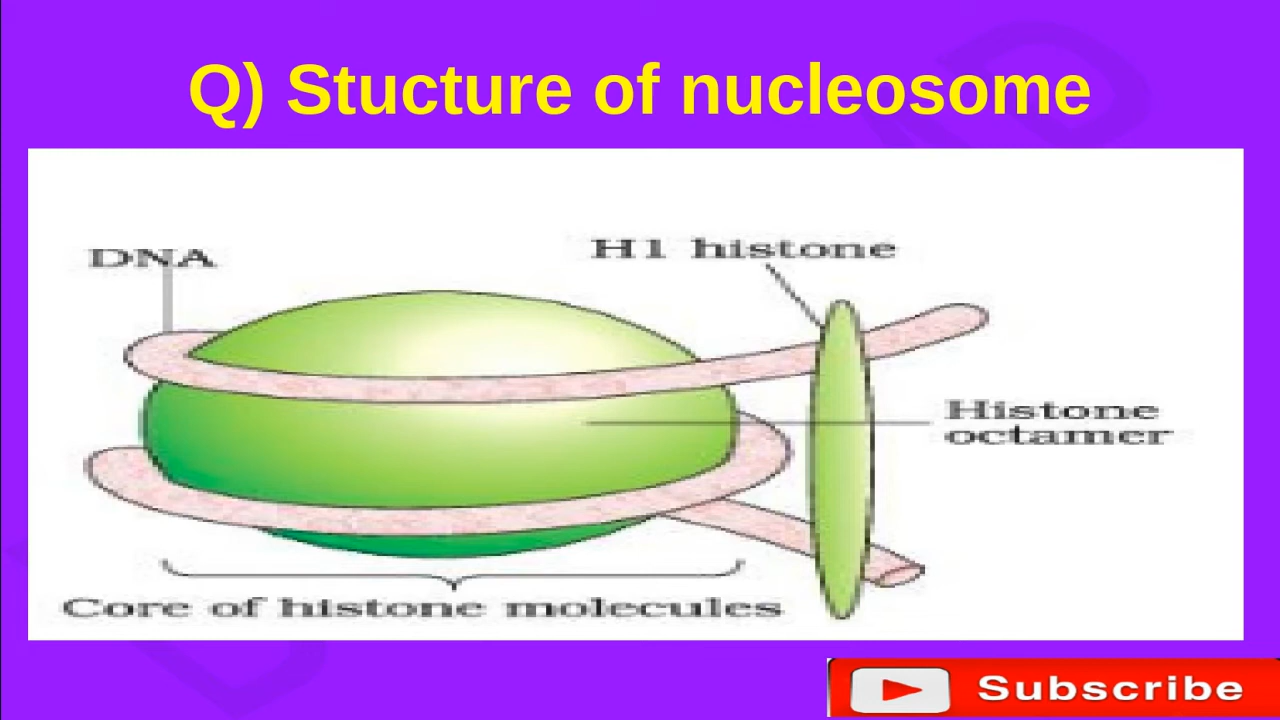 Q) Stucture of nucleosome
DNA
H1 histone
Histone
octamer
Core of histone molecules
Subscribe